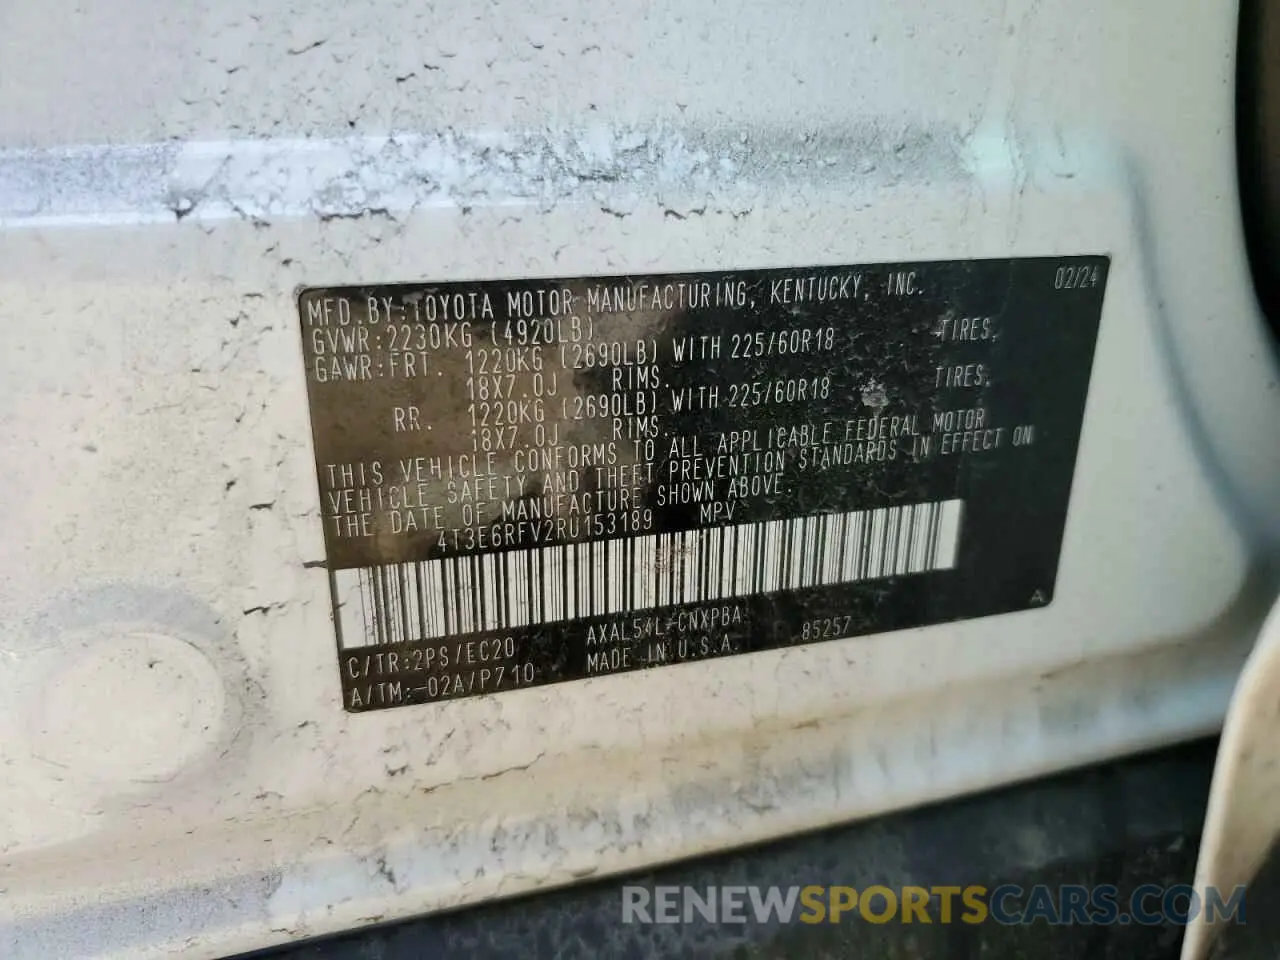 MFD. BY: TOYOTA MOTOR MANUFACTURING, KENTUCKY, INC. 02/24
GVWR: 2230KG (4920LB)
GAWR: FRT. 1220KG (2690LB) WITH 225/60R18 TIRES,
18X7.0J RIMS.
RR. 1220KG (2690LB) WITH 225/60R18 TIRES,
18X7.0J RIMS.
THIS VEHICLE CONFORMS TO ALL APPLICABLE FEDERAL MOTOR
VEHICLE SAFETY AND THEFT PREVENTION STANDARDS IN EFFECT ON
THE DATE OF MANUFACTURE SHOWN ABOVE.
4T3E6RFV2RU153189 MPV
C/TR: 2PS/EC20 AXAL54L-CNXPBA A
A/TM: -02A/P710 MADE IN U.S.A. 85257
RENEWSPORTSCARS.COM